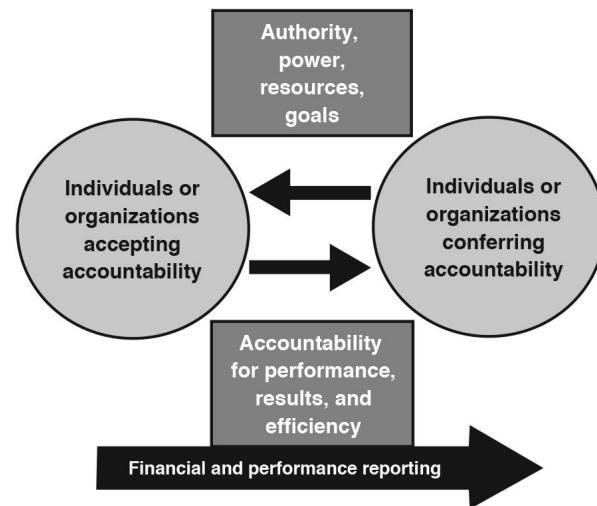 Authority,
power,
resources,
goals
Individuals or
organizations
accepting
accountability
Individuals or
organizations
conferring
accountability
Accountability
for performance,
results, and
efficiency
Financial and performance reporting